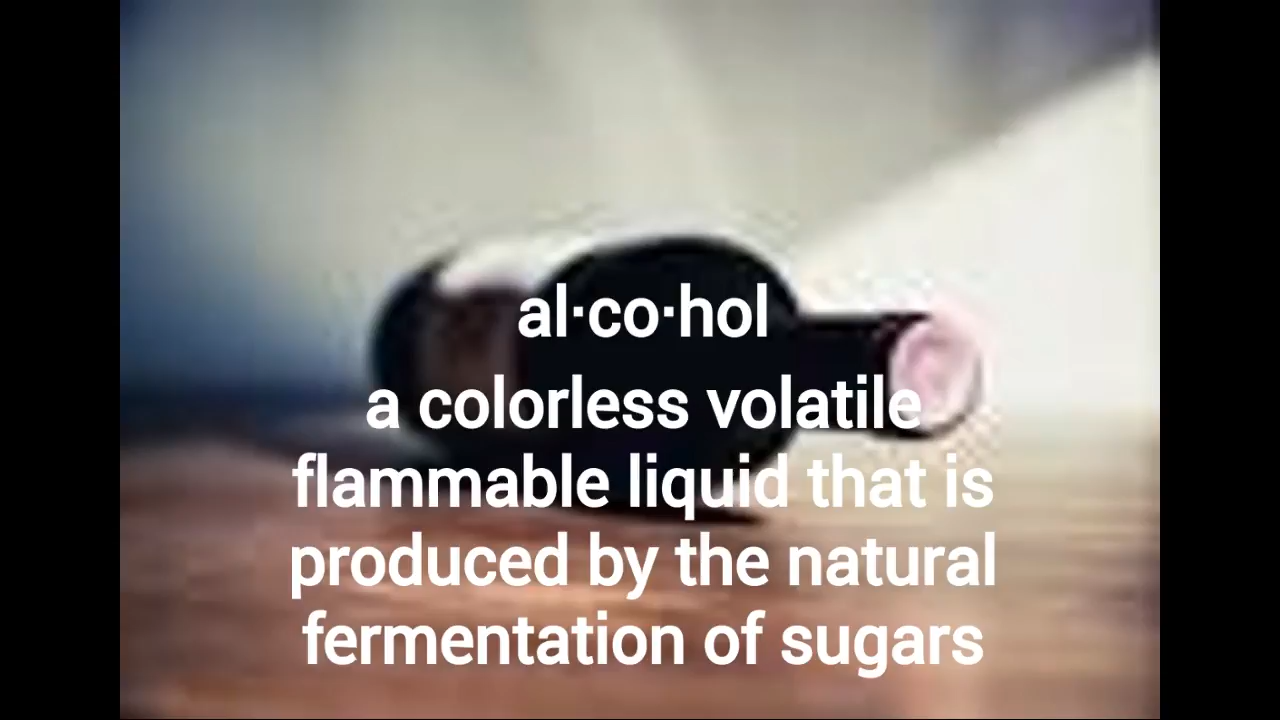 al·co·hol
a colorless volatile
flammable liquid that is
produced by the natural
fermentation of sugars